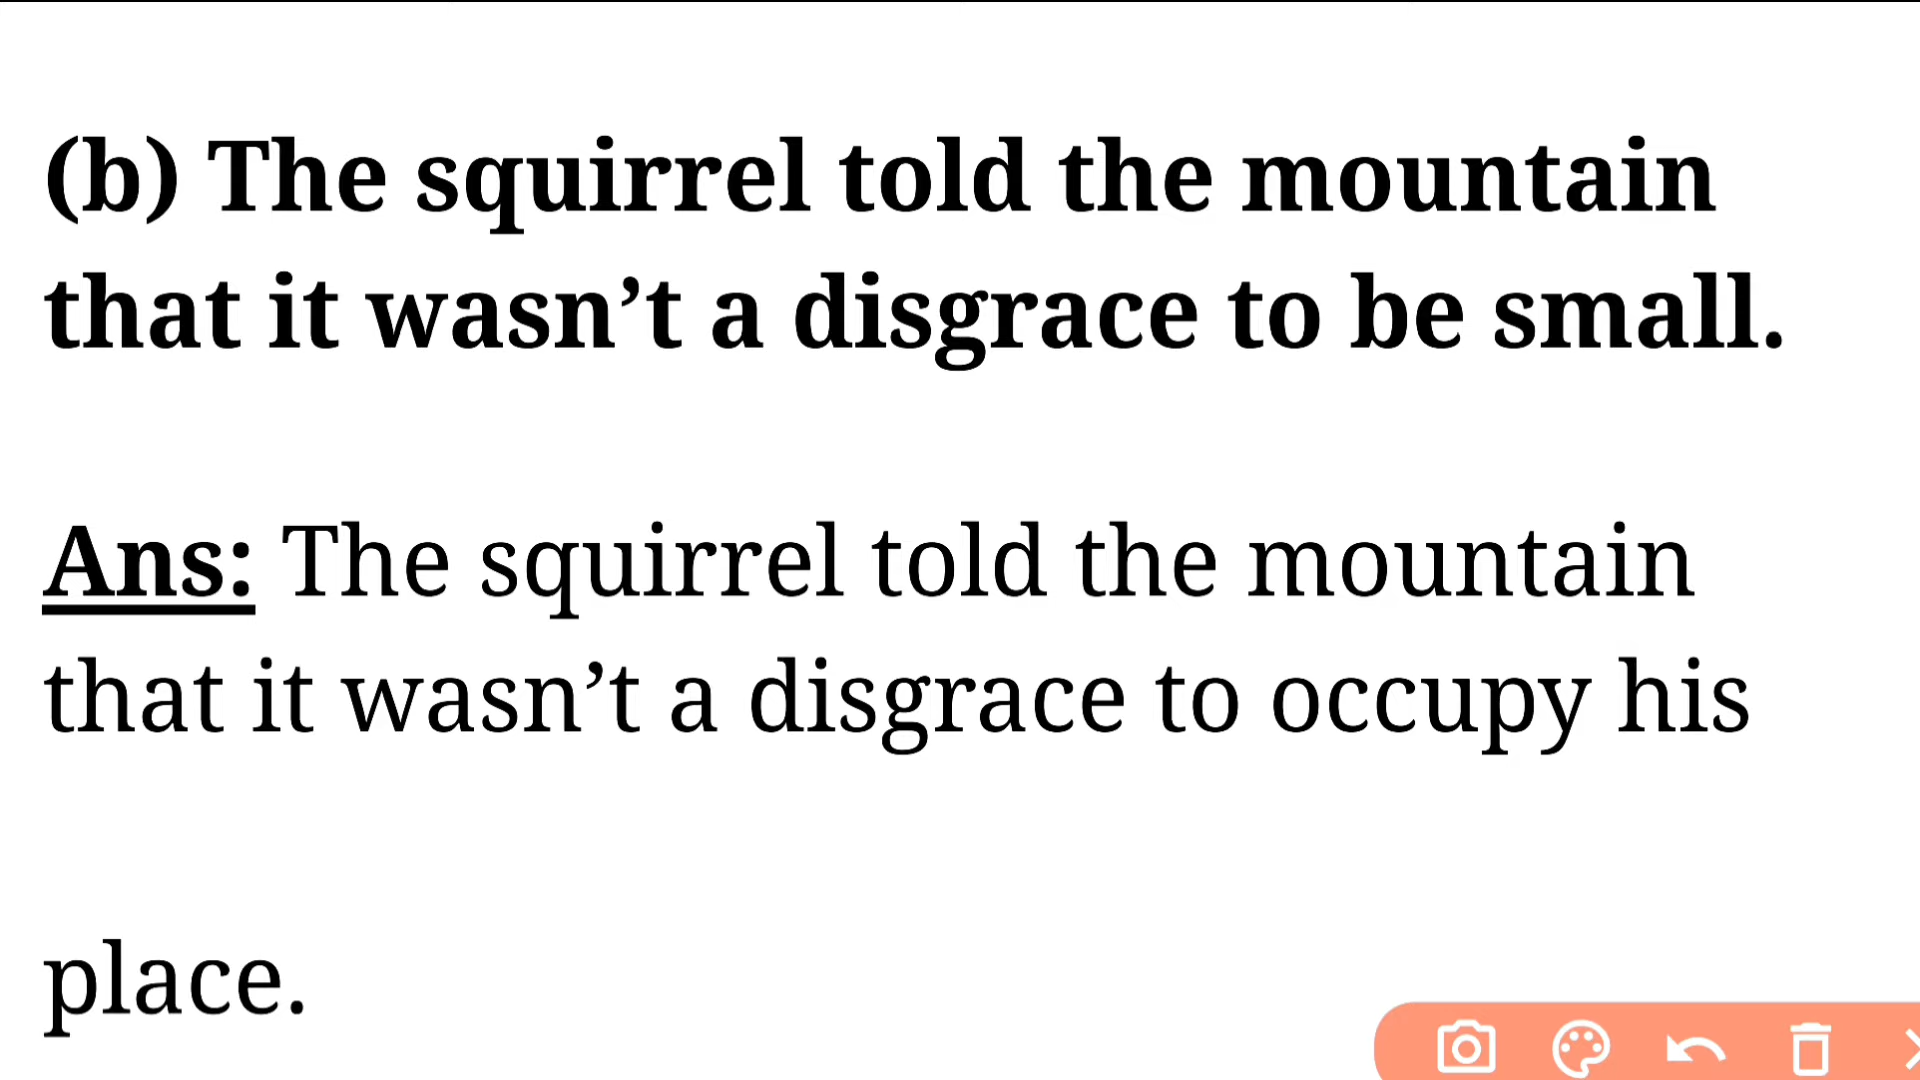 (b) The squirrel told the mountain
that it wasn’t a disgrace to be small.
Ans: The squirrel told the mountain
that it wasn’t a disgrace to occupy his
place.